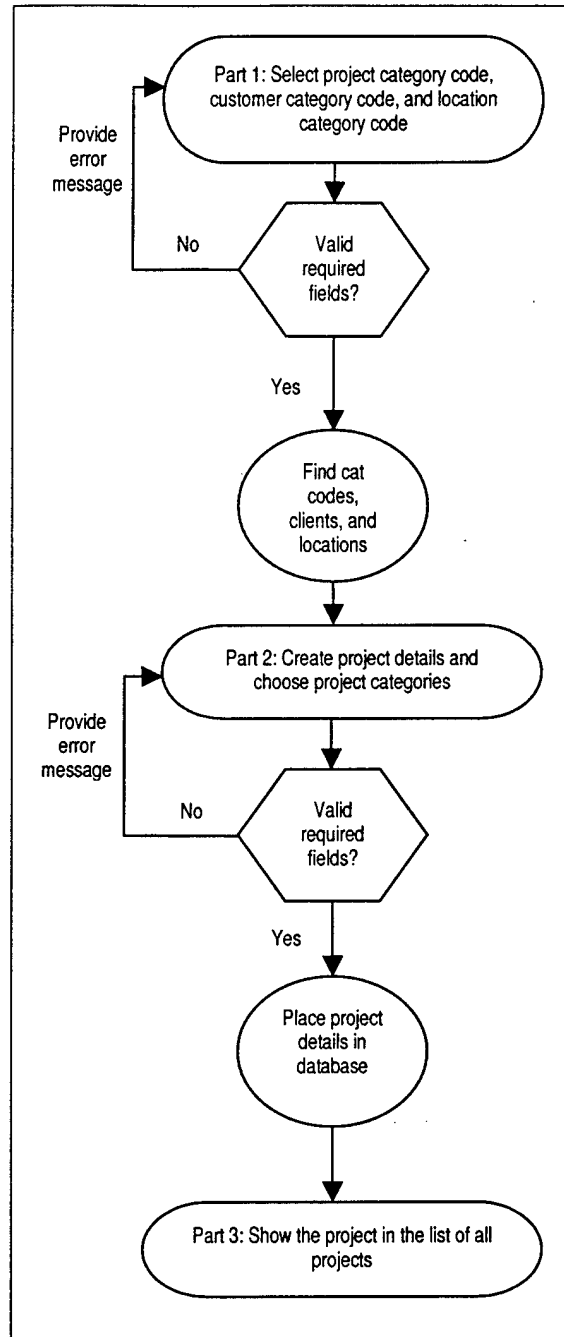 Part 1: Select project category code,
customer category code, and location
category code
Provide
error
message
No
Valid
required
fields?
Yes
Find cat
codes,
clients, and
locations
Part 2: Create project details and
choose project categories
Provide
error
message
No
Valid
required
fields?
Yes
Place project
details in
database
Part 3: Show the project in the list of all
projects